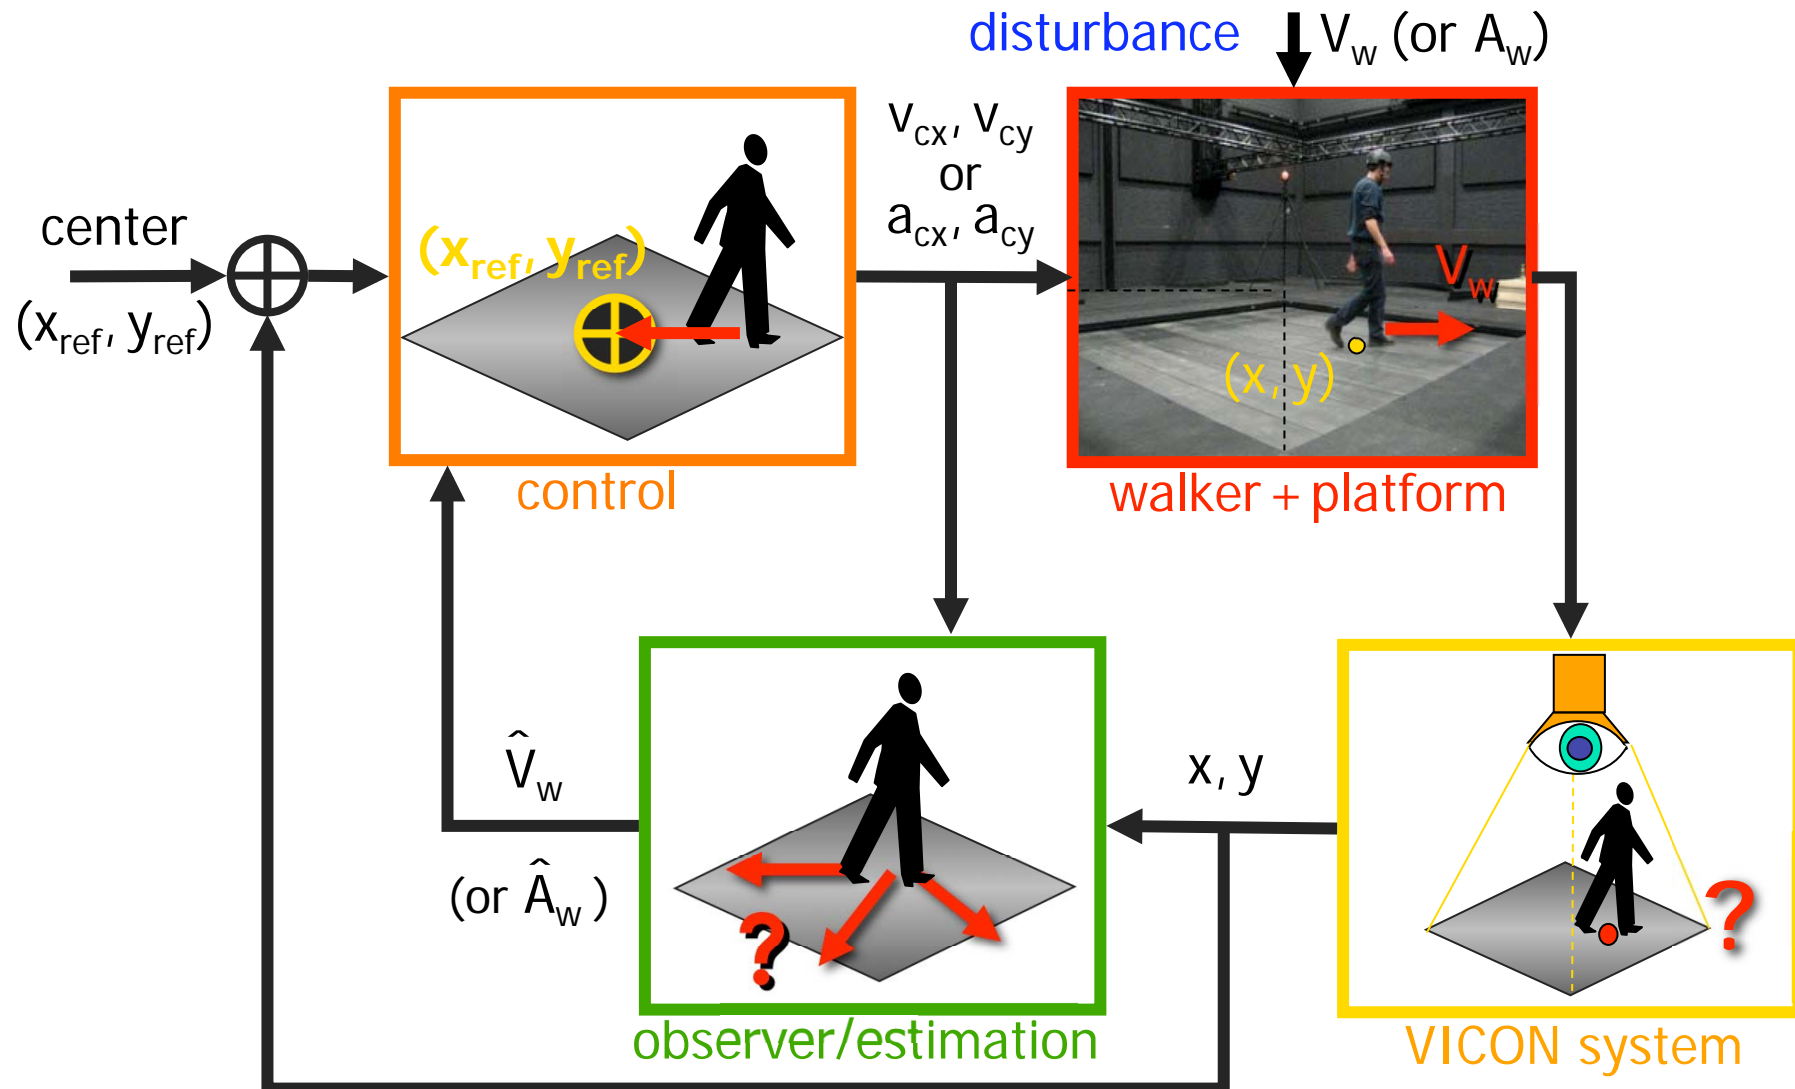 disturbance
V_w (or A_w)
center
(x_ref, y_ref)
(x_ref, y_ref)
control
v_cx, v_cy
or
a_cx, a_cy
V_w
(x, y)
walker + platform
V̂_w
(or Â_w )
?
observer/estimation
x, y
?
VICON system